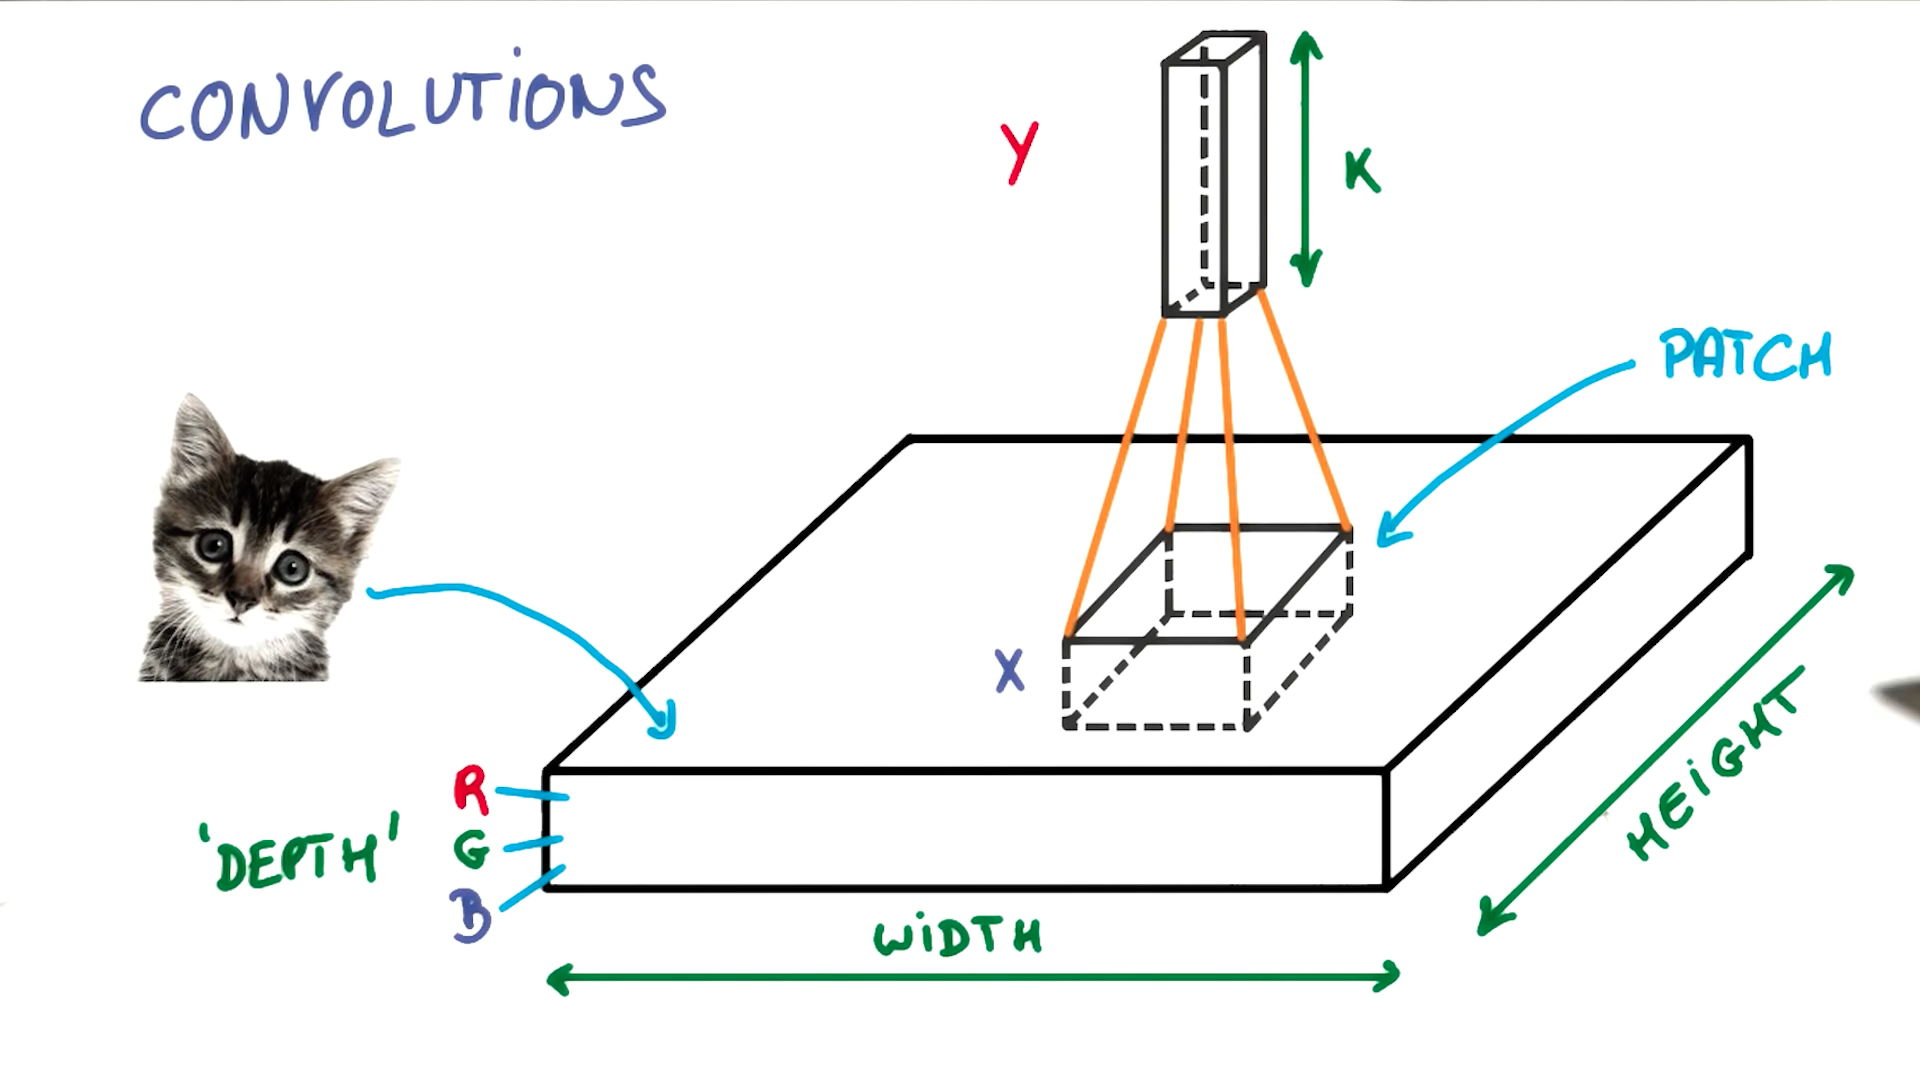 CONVOLUTIONS
Y
K
PATCH
X
R
G
B
'DEPTH'
WIDTH
HEIGHT